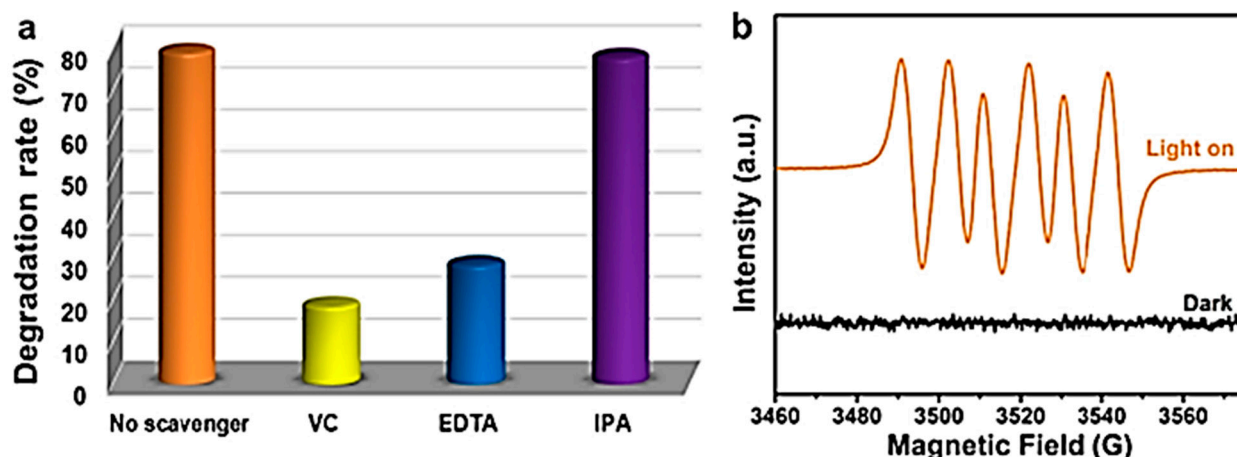 a
Degradation rate (%)
80
70
60
50
40
30
20
10
0
No scavenger VC EDTA IPA
b
Intensity (a.u.)
Light on
Dark
3460 3480 3500 3520 3540 3560
Magnetic Field (G)